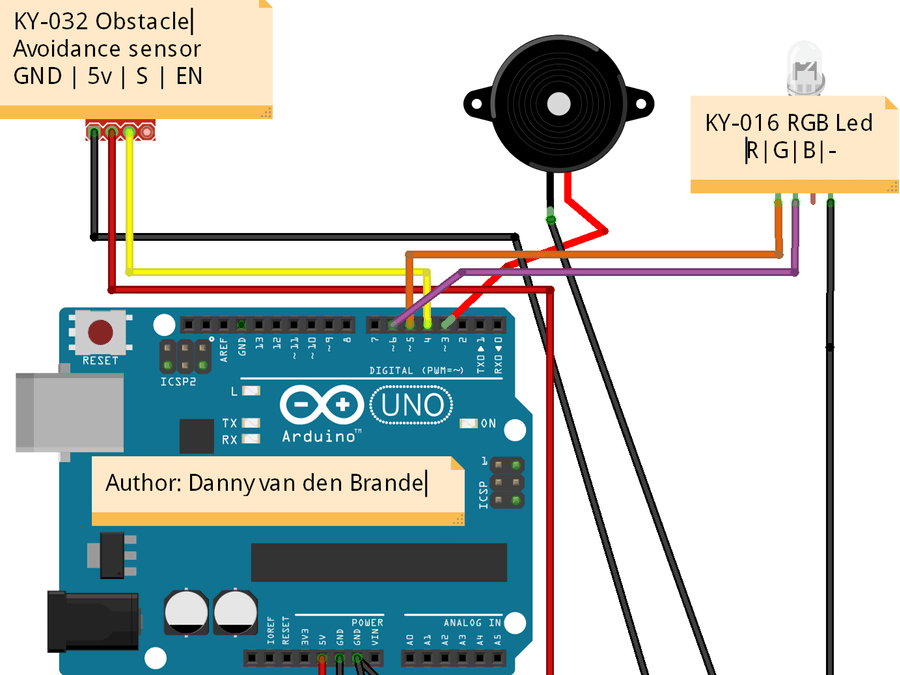 KY-032 Obstacle
Avoidance sensor
GND | 5v | S | EN
KY-016 RGB Led
R|G|B|-
RESET
ICSP2
AREF
GND
13
12
~11
~10
~9
8
7
~6
~5
4
~3
2
TX0▶1
RX0◀0
DIGITAL (PWM=~)
L
TX
RX
Arduino™
UNO
ON
1
ICSP
Author: Danny van den Brande
POWER
ANALOG IN
IOREF
RESET
3V3
5V
GND
GND
VIN
A0
A1
A2
A3
A4
A5